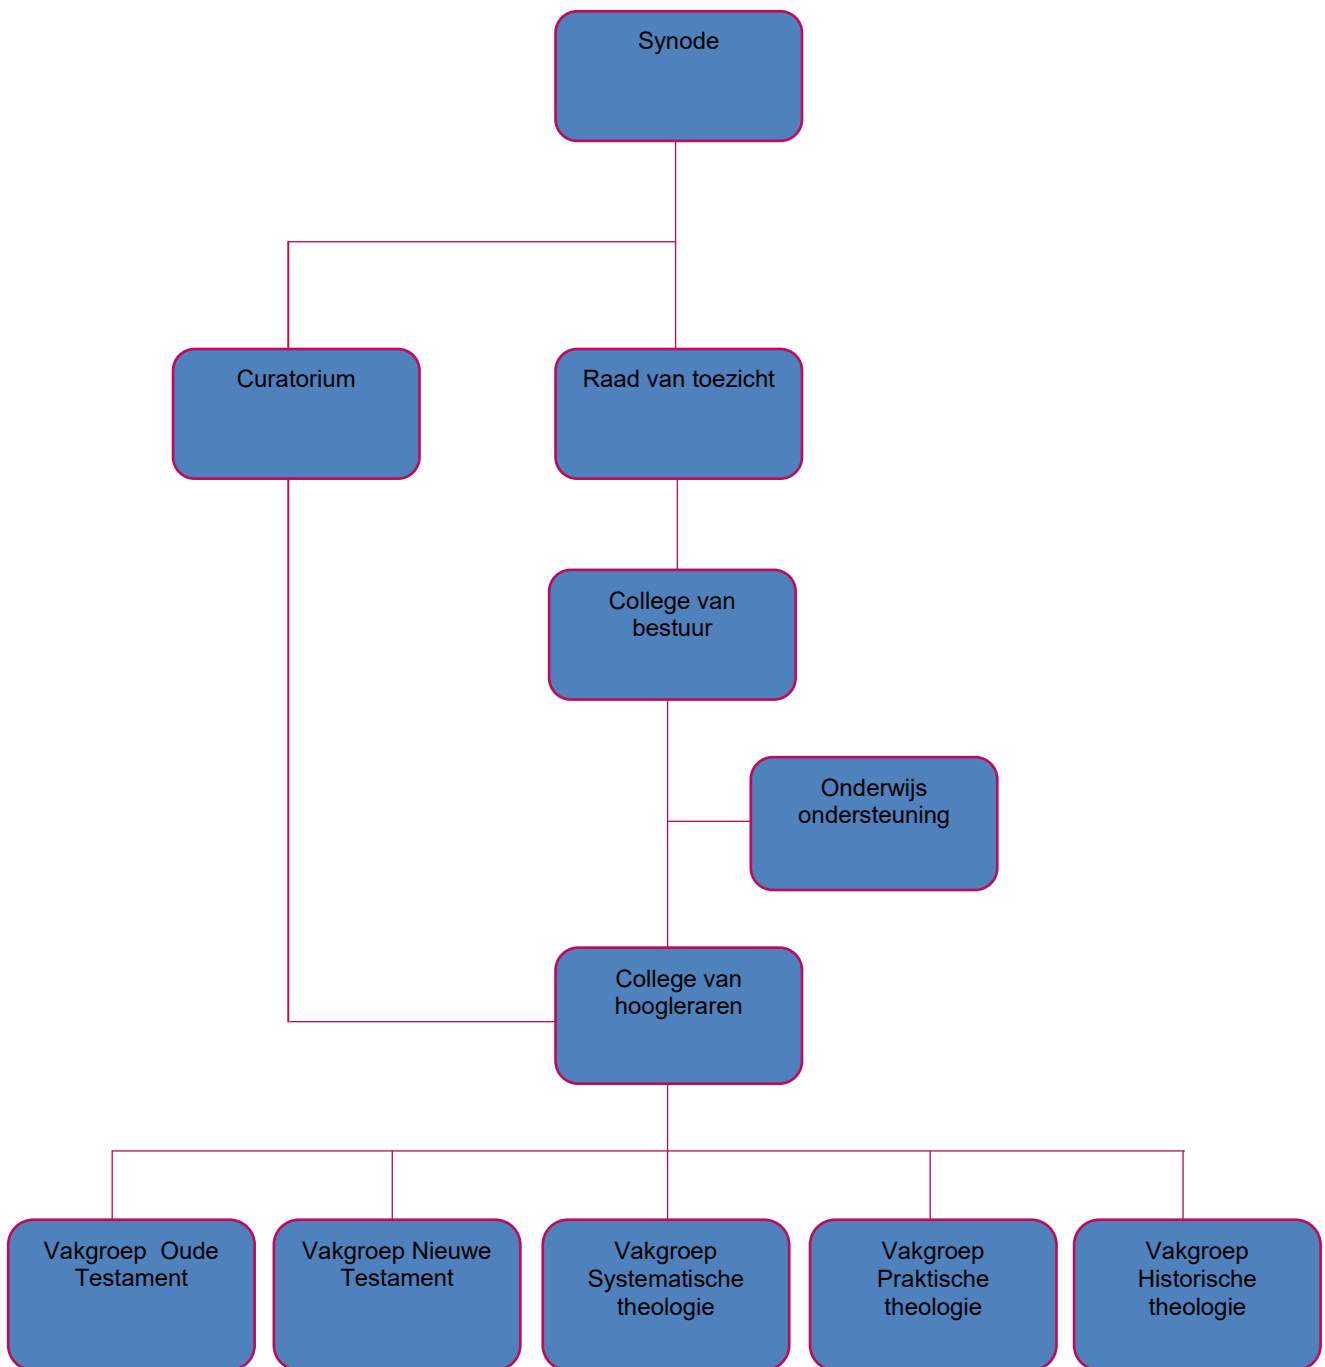 Synode
Curatorium
Raad van toezicht
College van
bestuur
Onderwijs
ondersteuning
College van
hoogleraren
Vakgroep  Oude
Testament
Vakgroep Nieuwe
Testament
Vakgroep
Systematische
theologie
Vakgroep
Praktische
theologie
Vakgroep
Historische
theologie